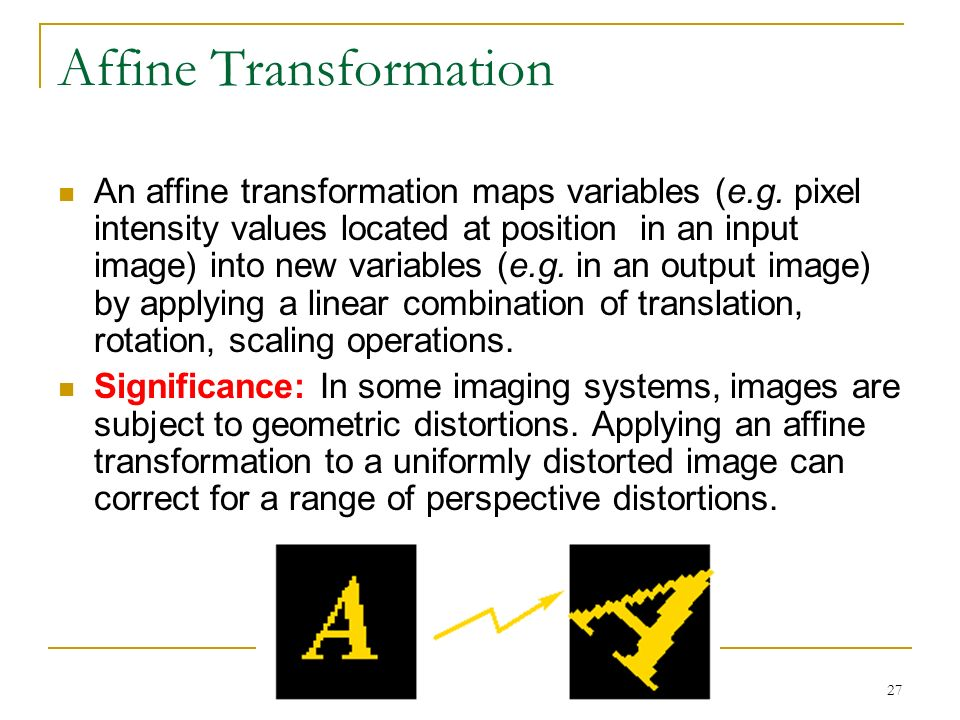 Affine Transformation
An affine transformation maps variables (e.g. pixel
intensity values located at position  in an input
image) into new variables (e.g. in an output image)
by applying a linear combination of translation,
rotation, scaling operations.
Significance: In some imaging systems, images are
subject to geometric distortions. Applying an affine
transformation to a uniformly distorted image can
correct for a range of perspective distortions.
A A
27